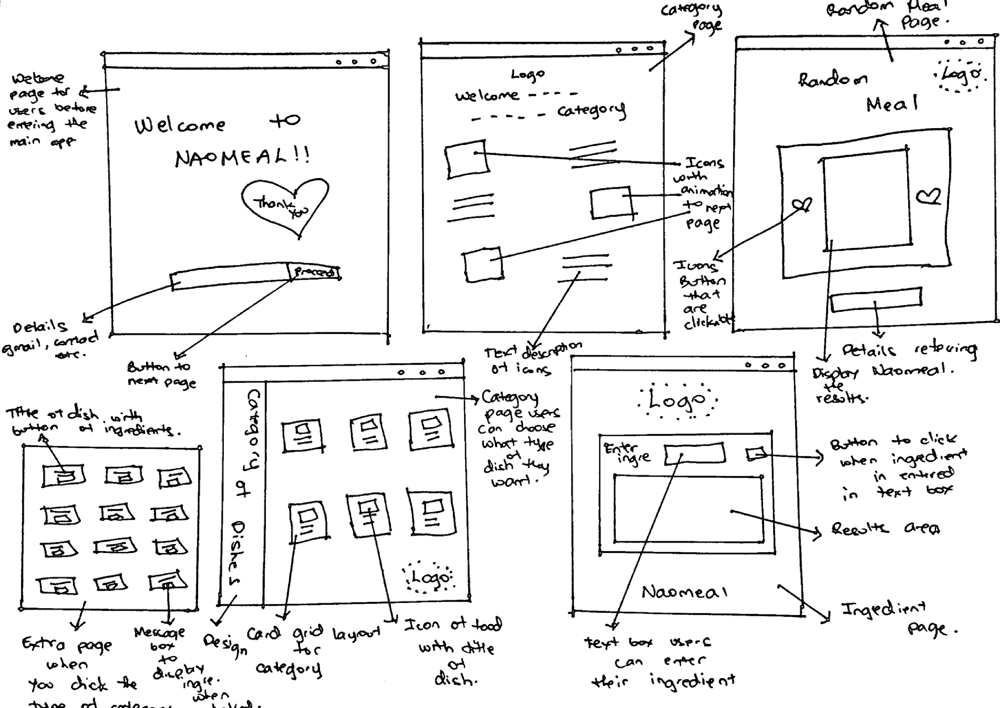 Category
Page
Random Meal
Page.
Welcome
page for
users before
entering the
main app
Welcome to
NAOMEAL!!
Thank
you
Proceed
Details
gmail, contact
etc.
Button to
next page
Logo
Welcome - - - -
- - - - - Category
Icons
with
animation
to next
page
Text description
of icons
Random
Meal
Logo
Icons
Button
that
are
clickable
Display
the
results.
Details refering
Naomeal.
Title of dish with
button of ingredients.
Extra page
when
you click the
type of
Message
box
to
display
ingre.
when
Category of Dishes
Logo
Category
page users
can choose
what type
of
dish they
want.
Design
Card grid layout
for
category
Icon of food
with title
of
dish.
Logo
Enter
ingre
Naomeal
Button to click
when ingredient
in entered
in text box
Results area
Ingredient
page.
text box users
can enter
their ingredient